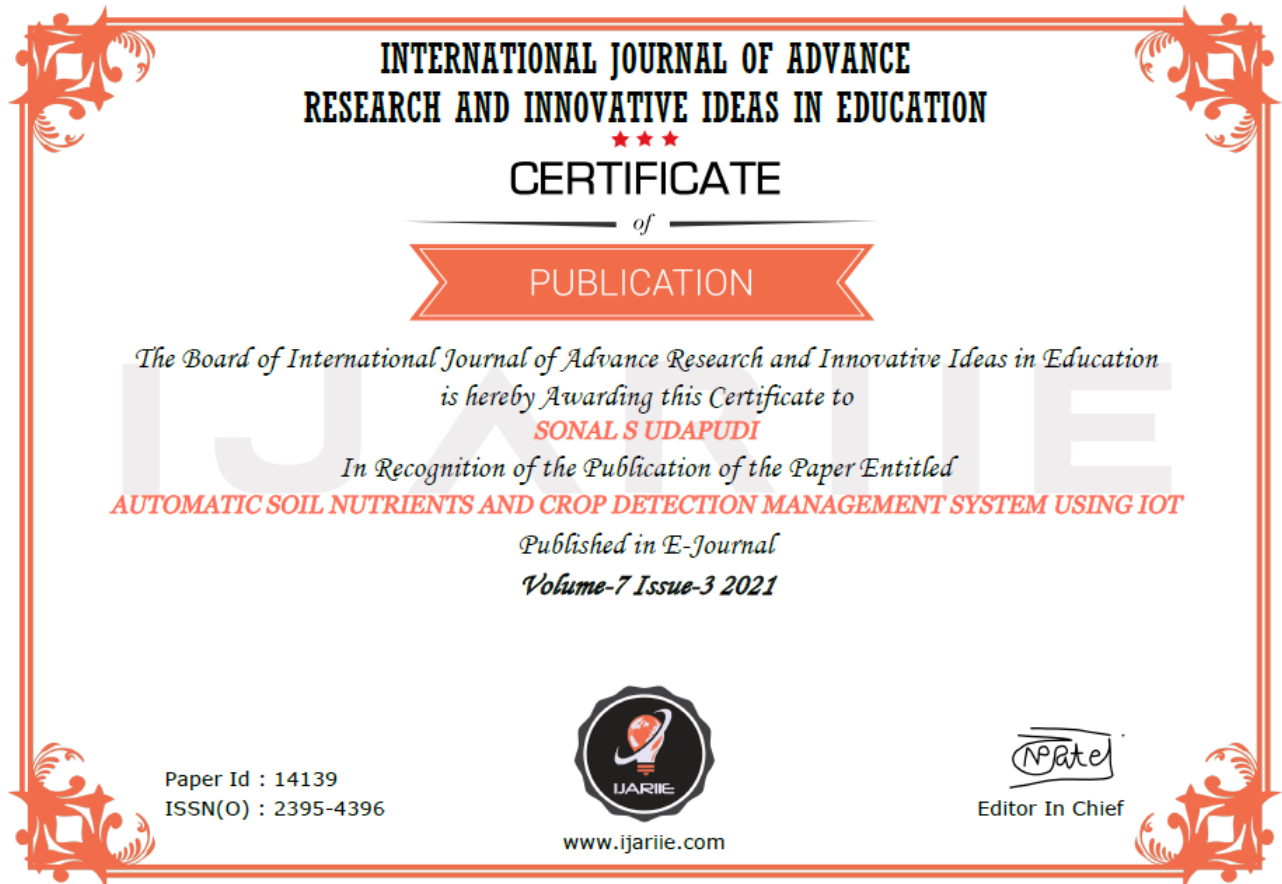 INTERNATIONAL JOURNAL OF ADVANCE
RESEARCH AND INNOVATIVE IDEAS IN EDUCATION
CERTIFICATE
of
PUBLICATION
IJARIIE
The Board of International Journal of Advance Research and Innovative Ideas in Education
is hereby Awarding this Certificate to
SONAL S UDAPUDI
In Recognition of the Publication of the Paper Entitled
AUTOMATIC SOIL NUTRIENTS AND CROP DETECTION MANAGEMENT SYSTEM USING IOT
Published in E-Journal
Volume-7 Issue-3 2021
Paper Id : 14139
ISSN(O) : 2395-4396
IJARIIE
www.ijariie.com
Editor In Chief